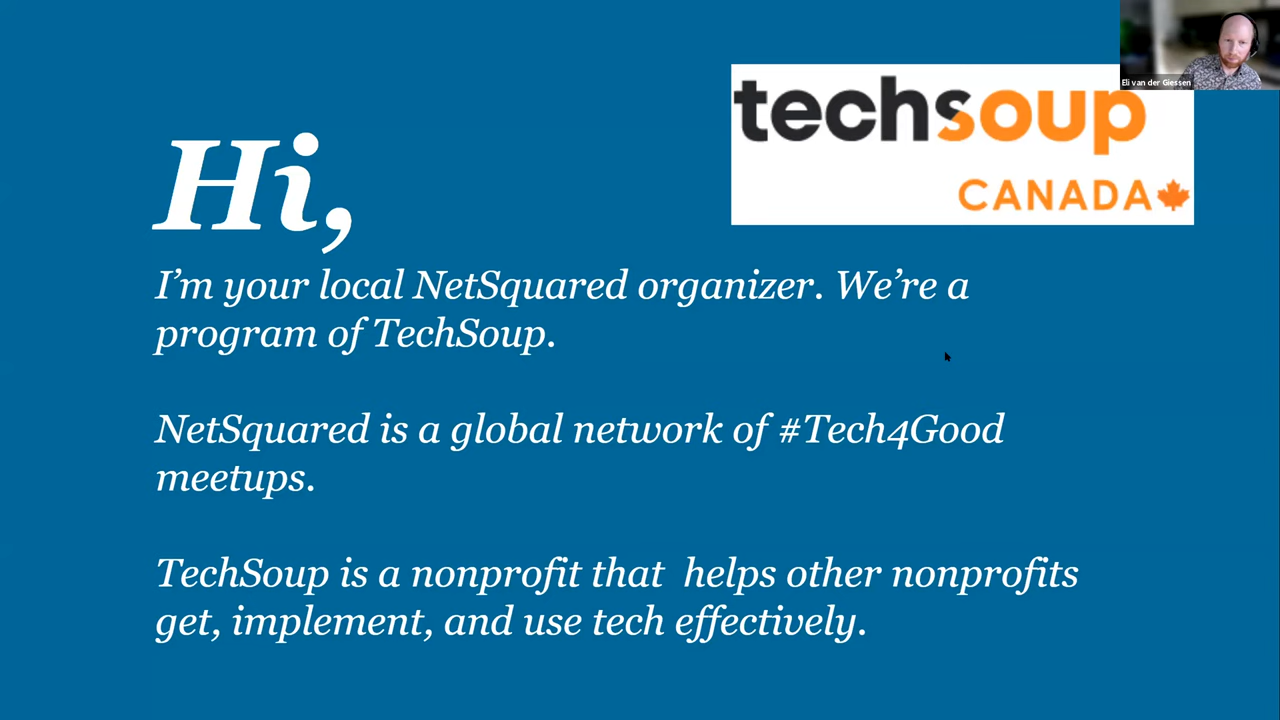 Eli van der Giessen
techsoup
CANADA
Hi,
I’m your local NetSquared organizer. We’re a
program of TechSoup.
NetSquared is a global network of #Tech4Good
meetups.
TechSoup is a nonprofit that  helps other nonprofits
get, implement, and use tech effectively.